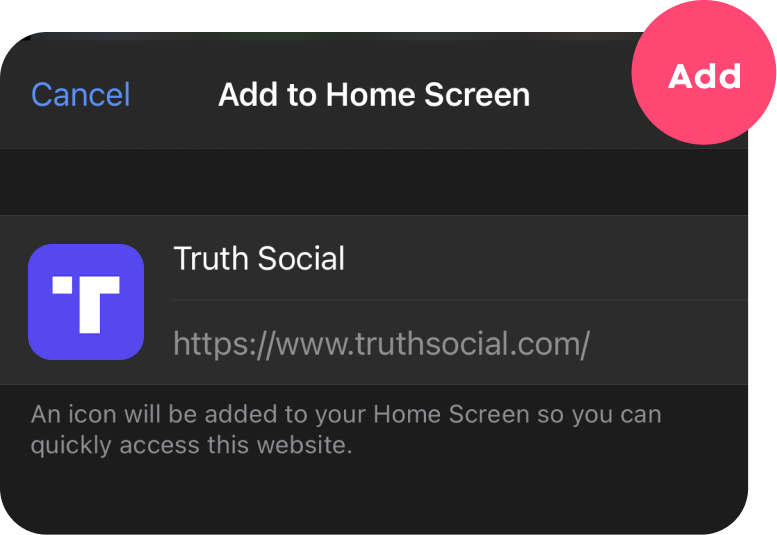 Cancel Add to Home Screen Add
Truth Social
https://www.truthsocial.com/
An icon will be added to your Home Screen so you can
quickly access this website.